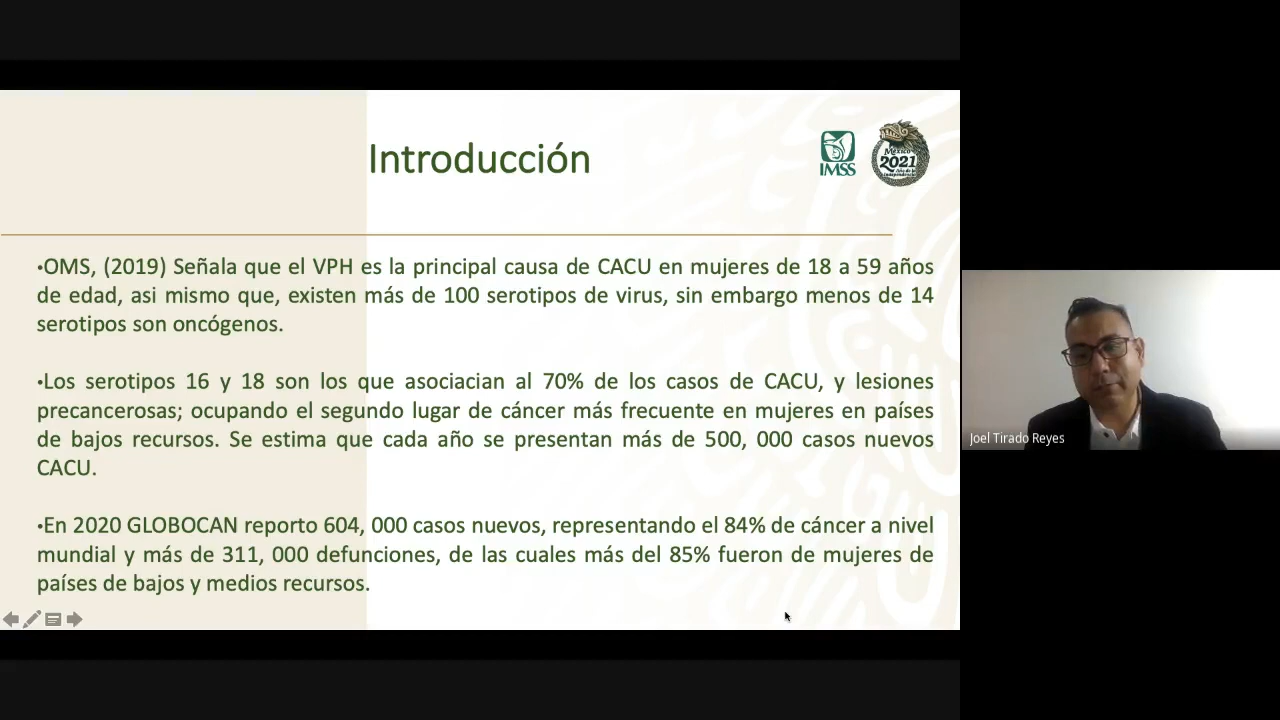 Introducción
IMSS
México
2021
Año de la
Independencia
•OMS, (2019) Señala que el VPH es la principal causa de CACU en mujeres de 18 a 59 años
de edad, asi mismo que, existen más de 100 serotipos de virus, sin embargo menos de 14
serotipos son oncógenos.
•Los serotipos 16 y 18 son los que asociacian al 70% de los casos de CACU, y lesiones
precancerosas; ocupando el segundo lugar de cáncer más frecuente en mujeres en países
de bajos recursos. Se estima que cada año se presentan más de 500, 000 casos nuevos
CACU.
•En 2020 GLOBOCAN reporto 604, 000 casos nuevos, representando el 84% de cáncer a nivel
mundial y más de 311, 000 defunciones, de las cuales más del 85% fueron de mujeres de
países de bajos y medios recursos.
Joel Tirado Reyes